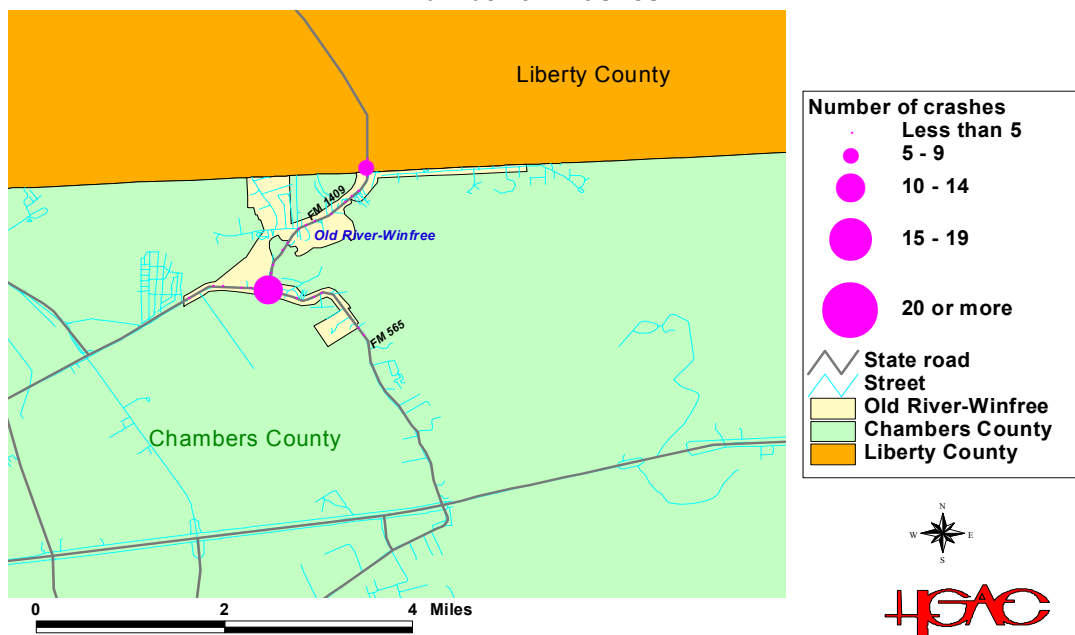 Liberty County
FM 1409
Old River-Winfree
FM 565
Chambers County
0 2 4 Miles
Number of crashes
Less than 5
5 - 9
10 - 14
15 - 19
20 or more
State road
Street
Old River-Winfree
Chambers County
Liberty County
N
W E
S
HGAC